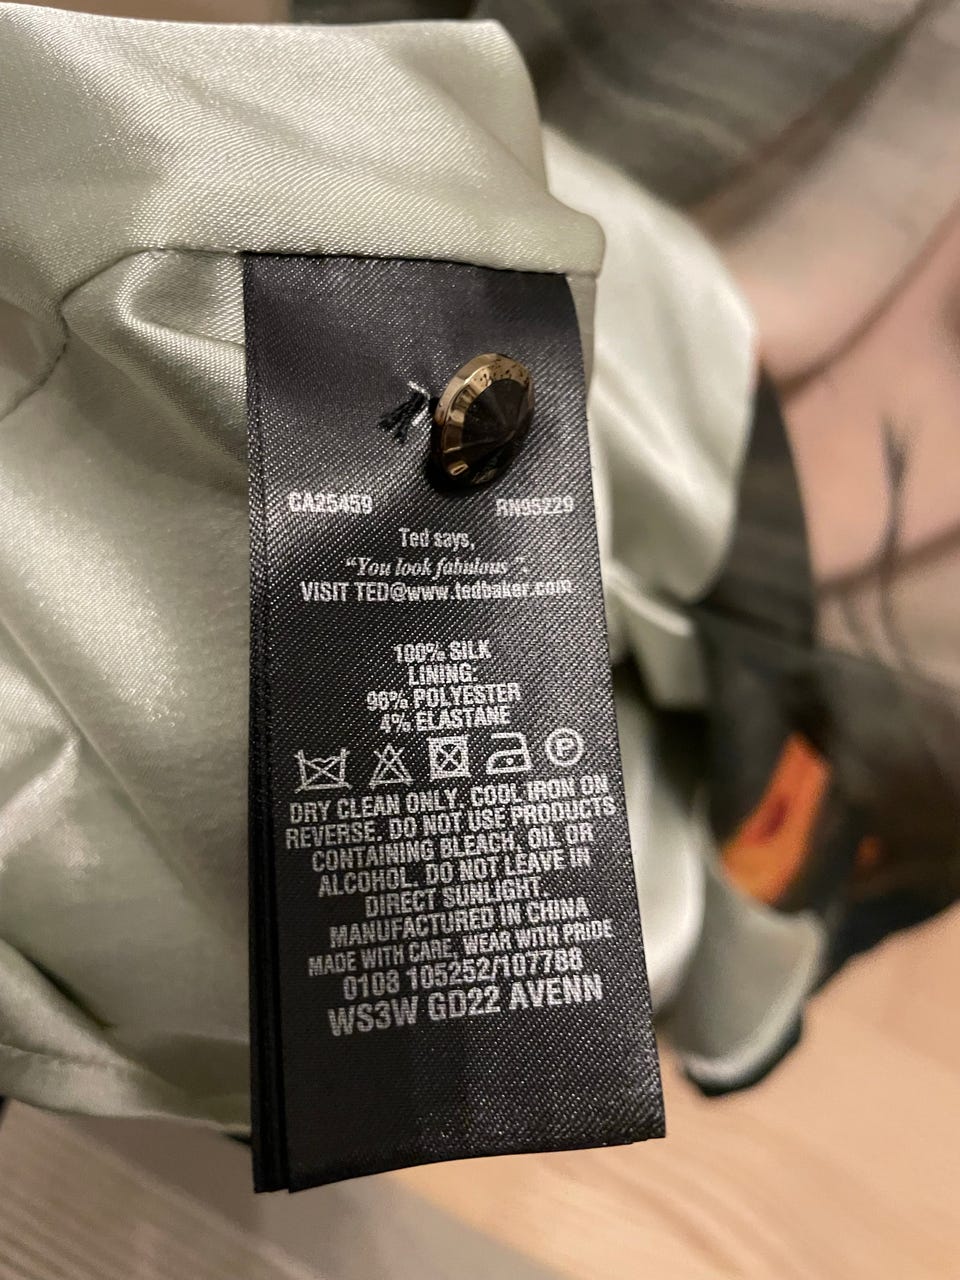 CA25459 RN95229
Ted says,
"You look fabulous".
VISIT TED@www.tedbaker.com
100% SILK
LINING:
96% POLYESTER
4% ELASTANE
P
DRY CLEAN ONLY. COOL IRON ON
REVERSE. DO NOT USE PRODUCTS
CONTAINING BLEACH, OIL OR
ALCOHOL. DO NOT LEAVE IN
DIRECT SUNLIGHT.
MANUFACTURED IN CHINA
MADE WITH CARE, WEAR WITH PRIDE
0108 105252/107788
WS3W GD22 AVENN